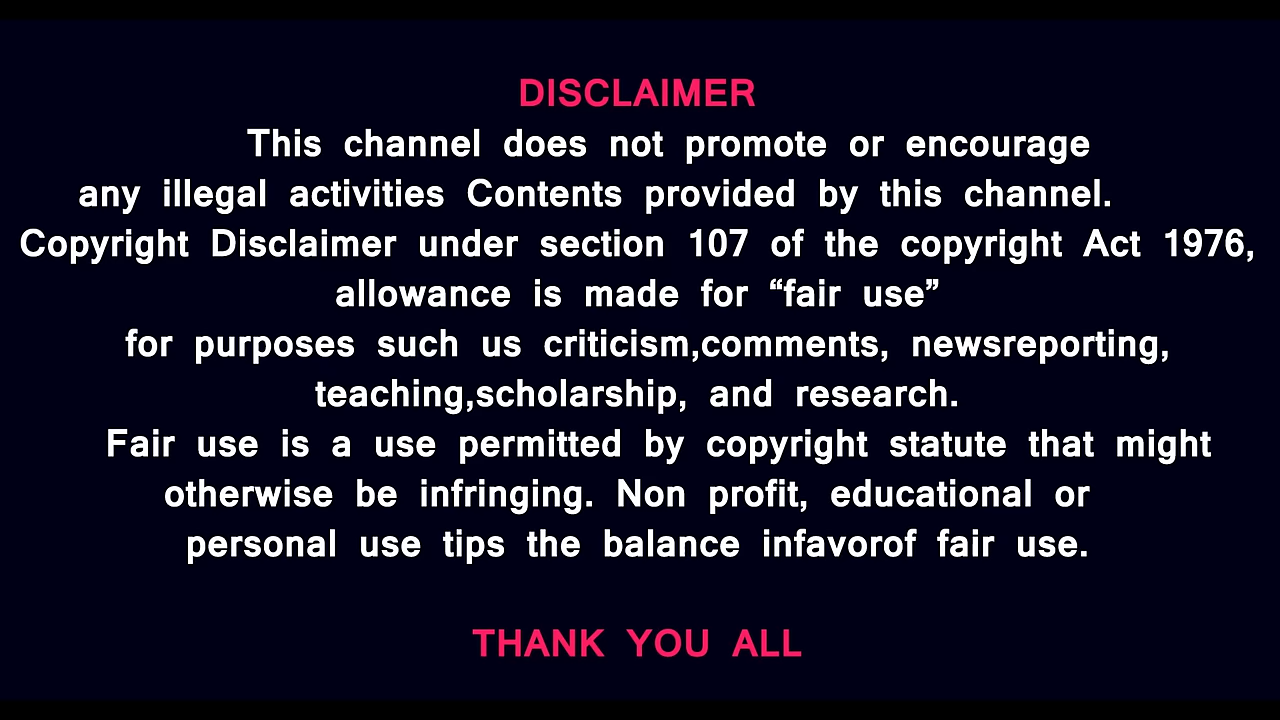 DISCLAIMER
This channel does not promote or encourage
any illegal activities Contents provided by this channel.
Copyright Disclaimer under section 107 of the copyright Act 1976,
allowance is made for “fair use”
for purposes such us criticism,comments, newsreporting,
teaching,scholarship, and research.
Fair use is a use permitted by copyright statute that might
otherwise be infringing. Non profit, educational or
personal use tips the balance infavorof fair use.
THANK YOU ALL